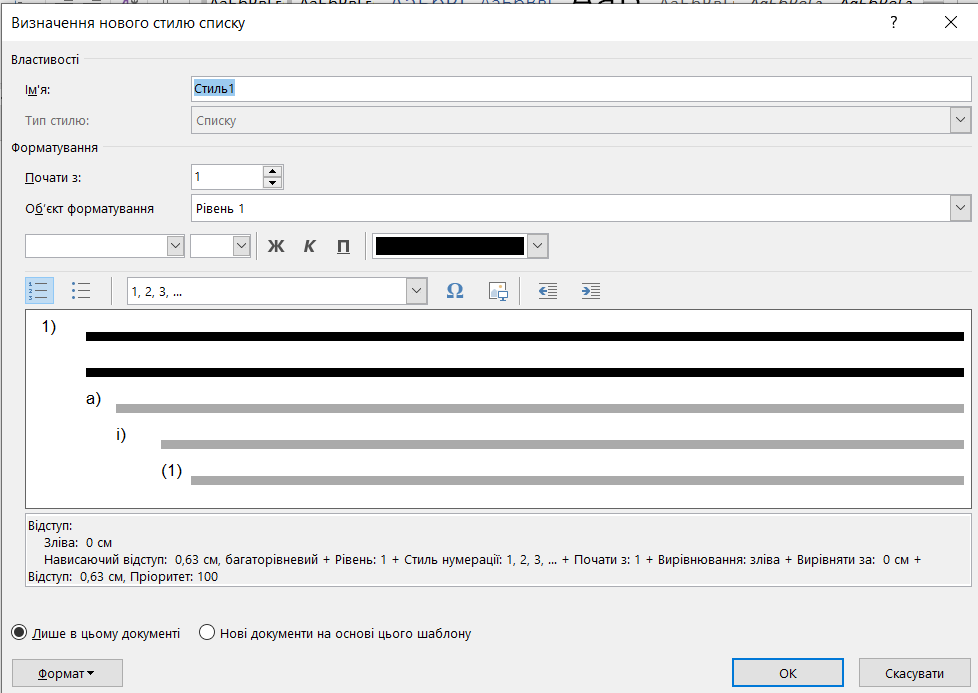 Визначення нового стилю списку ?
Властивості
Ім'я: Стиль1
Тип стилю: Списку
Форматування
Почати з: 1
Об'єкт форматування Рівень 1
Ж К П
1, 2, 3, ... Ω
1)
a)
i)
(1)
Відступ:
Зліва: 0 см
Нависаючий відступ: 0,63 см, багаторівневий + Рівень: 1 + Стиль нумерації: 1, 2, 3, ... + Почати з: 1 + Вирівнювання: зліва + Вирівняти за: 0 см +
Відступ: 0,63 см, Пріоритет: 100
Лише в цьому документі Нові документи на основі цього шаблону
Формат ОК Скасувати